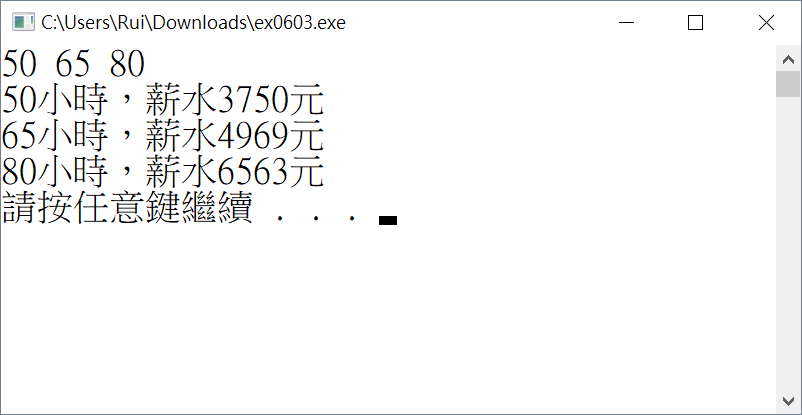 C:\Users\Rui\Downloads\ex0603.exe
50 65 80
50小時，薪水3750元
65小時，薪水4969元
80小時，薪水6563元
請按任意鍵繼續 . . .